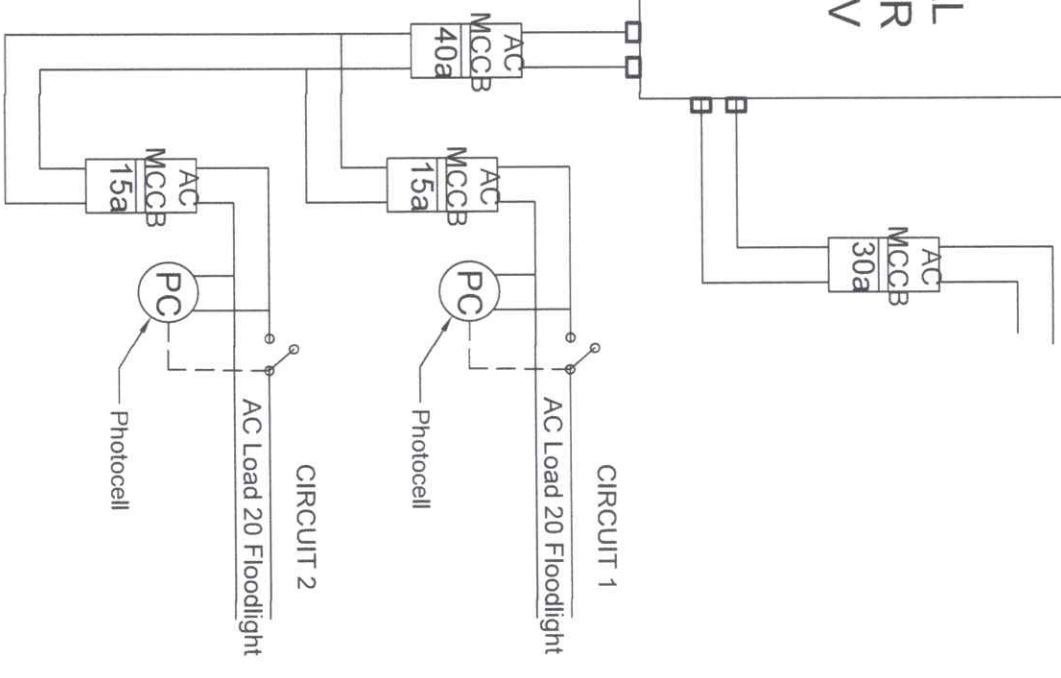 AC
MCCB
40a
AC
MCCB
30a
AC
MCCB
15a
AC
MCCB
15a
PC
PC
Photocell
Photocell
CIRCUIT 1
AC Load 20 Floodlight
CIRCUIT 2
AC Load 20 Floodlight